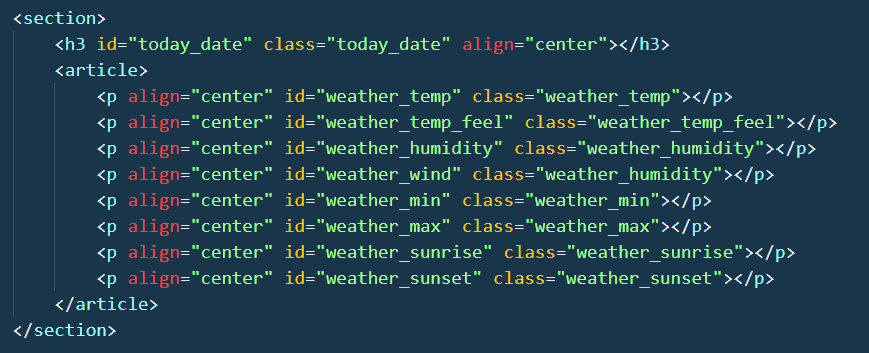 <section>
<h3 id="today_date" class="today_date" align="center"></h3>
<article>
<p align="center" id="weather_temp" class="weather_temp"></p>
<p align="center" id="weather_temp_feel" class="weather_temp_feel"></p>
<p align="center" id="weather_humidity" class="weather_humidity"></p>
<p align="center" id="weather_wind" class="weather_humidity"></p>
<p align="center" id="weather_min" class="weather_min"></p>
<p align="center" id="weather_max" class="weather_max"></p>
<p align="center" id="weather_sunrise" class="weather_sunrise"></p>
<p align="center" id="weather_sunset" class="weather_sunset"></p>
</article>
</section>